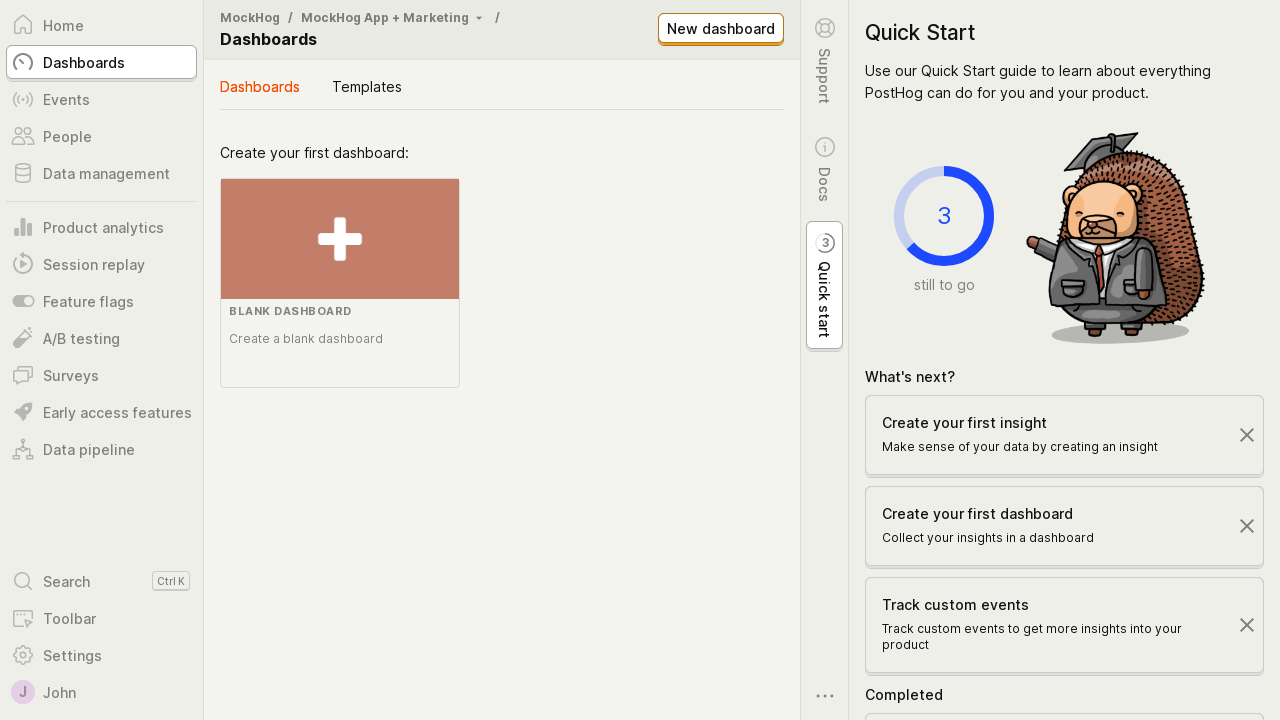 Home
Dashboards
Events
People
Data management
Product analytics
Session replay
Feature flags
A/B testing
Surveys
Early access features
Data pipeline
Search Ctrl K
Toolbar
Settings
J John
MockHog / MockHog App + Marketing /
Dashboards
New dashboard
Dashboards Templates
Create your first dashboard:
BLANK DASHBOARD
Create a blank dashboard
Support
Docs
3 Quick start
Quick Start
Use our Quick Start guide to learn about everything
PostHog can do for you and your product.
3
still to go
What's next?
Create your first insight
Make sense of your data by creating an insight
Create your first dashboard
Collect your insights in a dashboard
Track custom events
Track custom events to get more insights into your
product
Completed